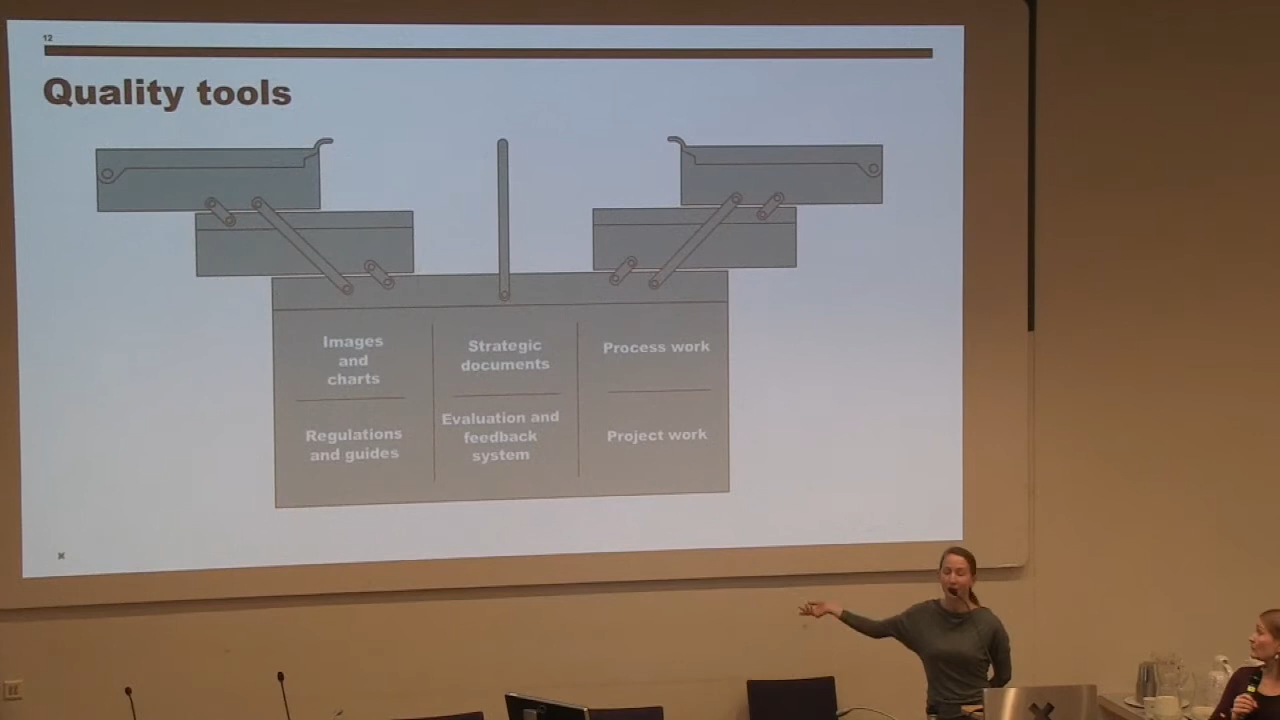 12
Quality tools
Images
and
charts
Strategic
documents
Process work
Regulations
and guides
Evaluation and
feedback
system
Project work